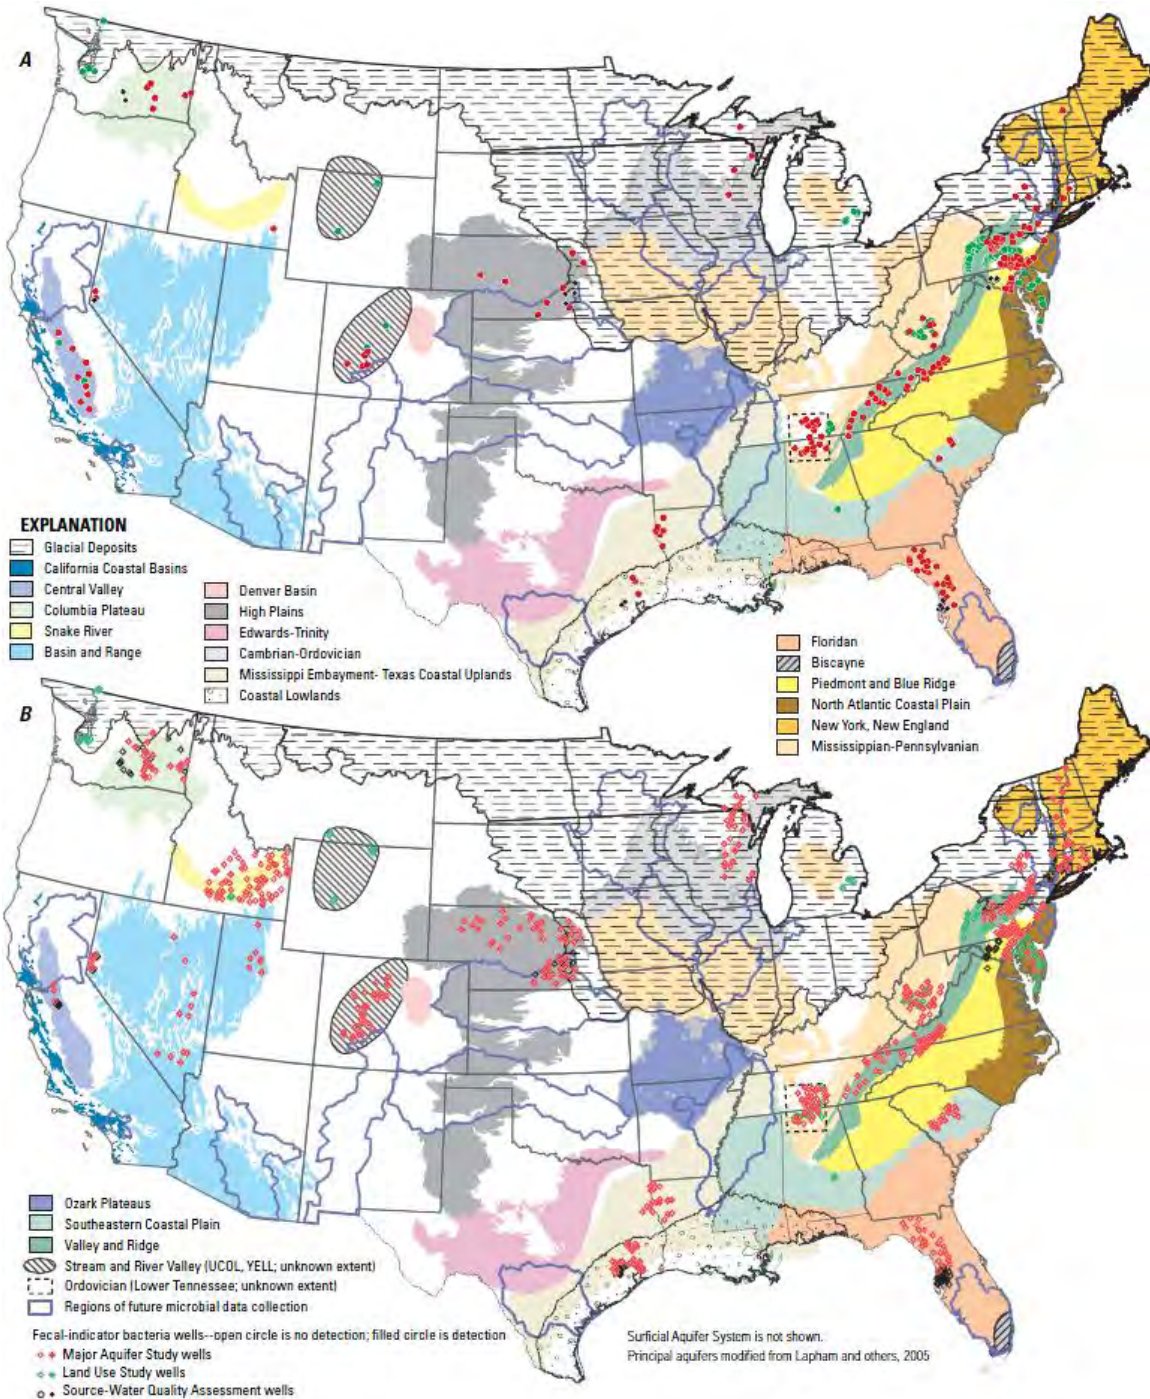 A
EXPLANATION
Glacial Deposits
California Coastal Basins
Central Valley
Columbia Plateau
Snake River
Basin and Range
Denver Basin
High Plains
Edwards-Trinity
Cambrian-Ordovician
Mississippi Embayment- Texas Coastal Uplands
Coastal Lowlands
Floridan
Biscayne
Piedmont and Blue Ridge
North Atlantic Coastal Plain
New York, New England
Mississippian-Pennsylvanian
B
Ozark Plateaus
Southeastern Coastal Plain
Valley and Ridge
Stream and River Valley (UCOL, YELL; unknown extent)
Ordovician (Lower Tennessee; unknown extent)
Regions of future microbial data collection
Fecal-indicator bacteria wells--open circle is no detection; filled circle is detection
Major Aquifer Study wells
Land Use Study wells
Source-Water Quality Assessment wells
Surficial Aquifer System is not shown.
Principal aquifers modified from Lapham and others, 2005